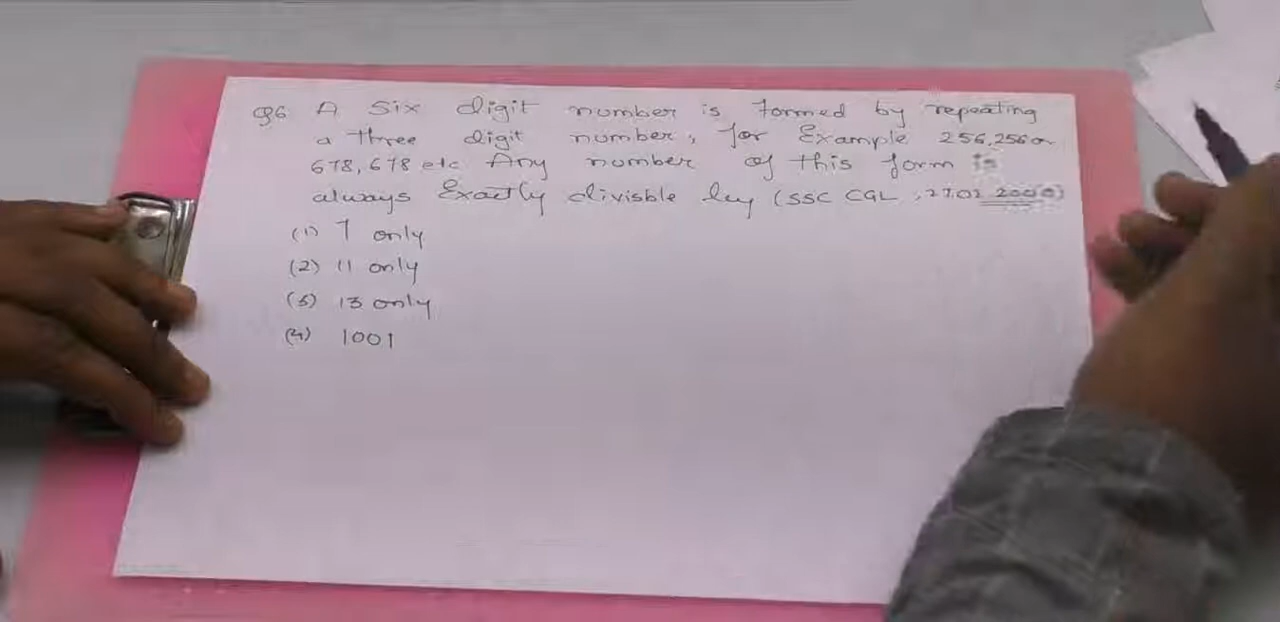 Q6 A Six digit number is formed by repeating
a three digit number, for Example 256,256 or
678,678 etc Any number of this form is
always Exactly divisible by (SSC CGL,
(1) 7 only
(2) 11 only
(3) 13 only
(4) 1001